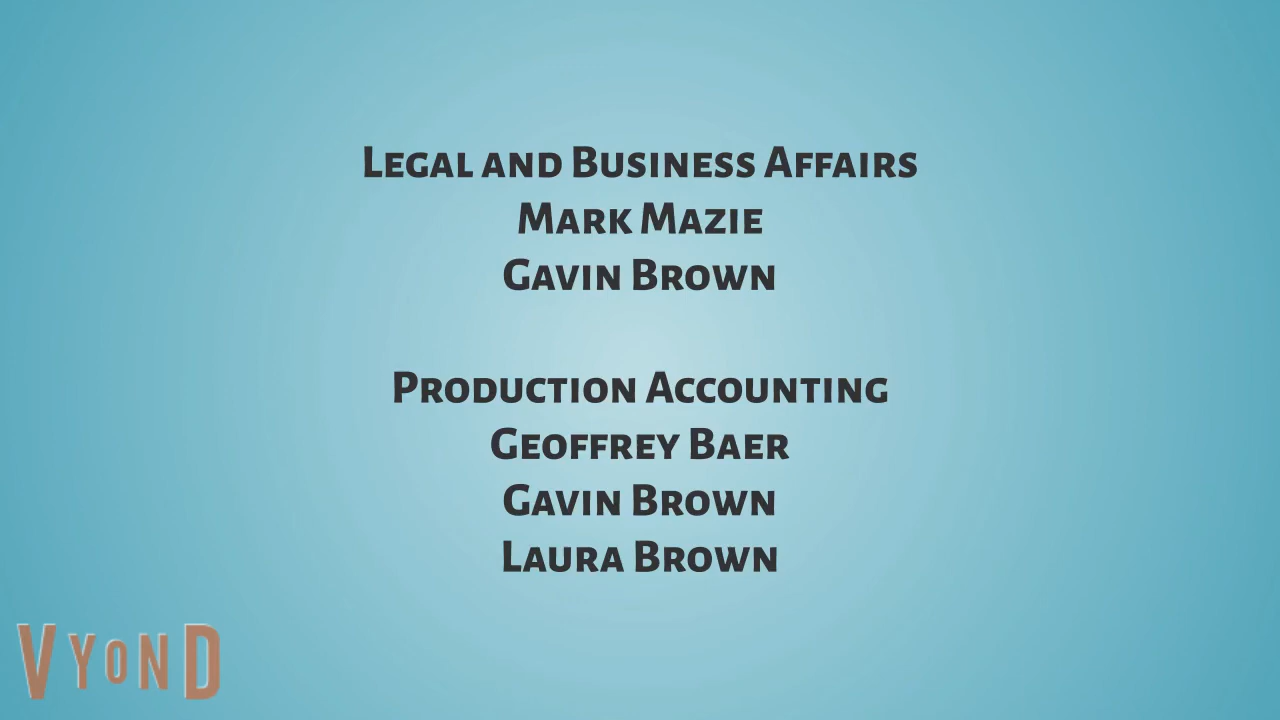 Legal and Business Affairs
Mark Mazie
Gavin Brown
Production Accounting
Geoffrey Baer
Gavin Brown
Laura Brown
VYOND